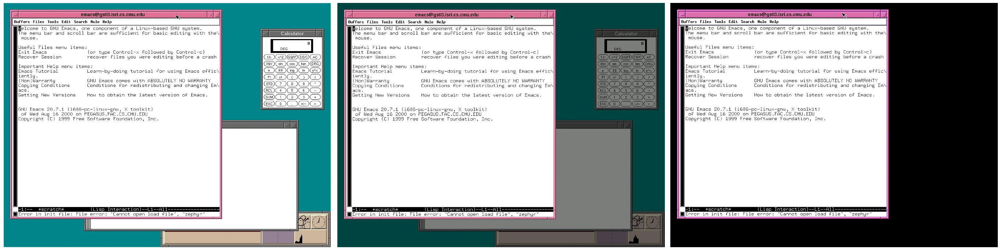 emacs@gs03.isri.cs.cmu.edu
Buffers Files Tools Edit Search Mule Help
Welcome to GNU Emacs, one component of a Linux-based GNU system.
The menu bar and scroll bar are sufficient for basic editing with the\
mouse.
Useful Files menu items:
Exit Emacs (or type Control-x followed by Control-c)
Recover Session recover files you were editing before a crash
Important Help menu items:
Emacs Tutorial Learn-by-doing tutorial for using Emacs effic\
iently.
(Non)Warranty GNU Emacs comes with ABSOLUTELY NO WARRANTY
Copying Conditions Conditions for redistributing and changing Em\
acs.
Getting New Versions How to obtain the latest version of Emacs.
GNU Emacs 20.7.1 (i686-pc-linux-gnu, X toolkit)
of Wed Aug 16 2000 on PEGASUS.FAC.CS.CMU.EDU
Copyright (C) 1999 Free Software Foundation, Inc.
-1:-- *scratch* (Lisp Interaction)--L1--All--------------------
Error in init file: File error: "Cannot open load file", "zephyr"
Calculator
0
DEG
1/x x^2 SQRT CE/C AC
INV sin cos tan DRG
e EE log ln y^x
PI x! ( ) /
STO 7 8 9 *
RCL 4 5 6 -
SUM 1 2 3 +
EXC 0 . +/- =
emacs@gs03.isri.cs.cmu.edu
Buffers Files Tools Edit Search Mule Help
Welcome to GNU Emacs, one component of a Linux-based GNU system.
The menu bar and scroll bar are sufficient for basic editing with the\
mouse.
Useful Files menu items:
Exit Emacs (or type Control-x followed by Control-c)
Recover Session recover files you were editing before a crash
Important Help menu items:
Emacs Tutorial Learn-by-doing tutorial for using Emacs effic\
iently.
(Non)Warranty GNU Emacs comes with ABSOLUTELY NO WARRANTY
Copying Conditions Conditions for redistributing and changing Em\
acs.
Getting New Versions How to obtain the latest version of Emacs.
GNU Emacs 20.7.1 (i686-pc-linux-gnu, X toolkit)
of Wed Aug 16 2000 on PEGASUS.FAC.CS.CMU.EDU
Copyright (C) 1999 Free Software Foundation, Inc.
-1:-- *scratch* (Lisp Interaction)--L1--All--------------------
Error in init file: File error: "Cannot open load file", "zephyr"
Calculator
0
DEG
1/x x^2 SQRT CE/C AC
INV sin cos tan DRG
e EE log ln y^x
PI x! ( ) /
STO 7 8 9 *
RCL 4 5 6 -
SUM 1 2 3 +
EXC 0 . +/- =
emacs@gs03.isri.cs.cmu.edu
Buffers Files Tools Edit Search Mule Help
Welcome to GNU Emacs, one component of a Linux-based GNU system.
The menu bar and scroll bar are sufficient for basic editing with the\
mouse.
Useful Files menu items:
Exit Emacs (or type Control-x followed by Control-c)
Recover Session recover files you were editing before a crash
Important Help menu items:
Emacs Tutorial Learn-by-doing tutorial for using Emacs effic\
iently.
(Non)Warranty GNU Emacs comes with ABSOLUTELY NO WARRANTY
Copying Conditions Conditions for redistributing and changing Em\
acs.
Getting New Versions How to obtain the latest version of Emacs.
GNU Emacs 20.7.1 (i686-pc-linux-gnu, X toolkit)
of Wed Aug 16 2000 on PEGASUS.FAC.CS.CMU.EDU
Copyright (C) 1999 Free Software Foundation, Inc.
-1:-- *scratch* (Lisp Interaction)--L1--All--------------------
Error in init file: File error: "Cannot open load file", "zephyr"